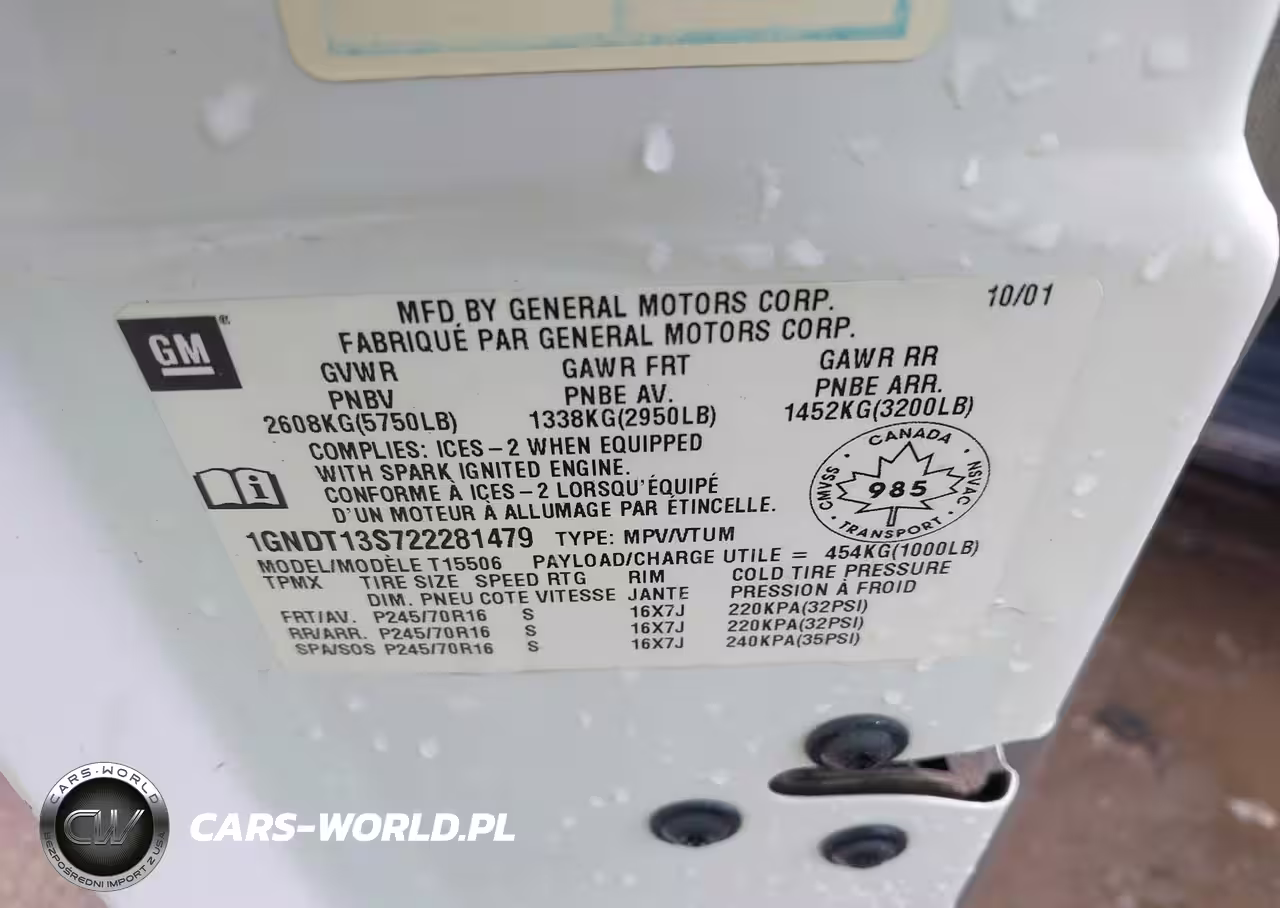 MFD BY GENERAL MOTORS CORP. 10/01
FABRIQUÉ PAR GENERAL MOTORS CORP.
GM®
GVWR GAWR FRT GAWR RR
PNBV PNBE AV. PNBE ARR.
2608KG(5750LB) 1338KG(2950LB) 1452KG(3200LB)
COMPLIES: ICES-2 WHEN EQUIPPED
WITH SPARK IGNITED ENGINE.
CONFORME À ICES-2 LORSQU'ÉQUIPÉ
D'UN MOTEUR À ALLUMAGE PAR ÉTINCELLE.
i
CANADA
CMVSS 985 NSVAC
TRANSPORT
1GNDT13S722281479 TYPE: MPV/VTUM
MODEL/MODÈLE T15506 PAYLOAD/CHARGE UTILE = 454KG(1000LB)
TPMX TIRE SIZE SPEED RTG RIM COLD TIRE PRESSURE
DIM. PNEU COTE VITESSE JANTE PRESSION À FROID
FRT/AV. P245/70R16 S 16X7J 220KPA(32PSI)
RR/ARR. P245/70R16 S 16X7J 220KPA(32PSI)
SPA/SOS P245/70R16 S 16X7J 240KPA(35PSI)
CARS-WORLD
CW
BEZPOŚREDNI IMPORT Z USA
CARS-WORLD.PL